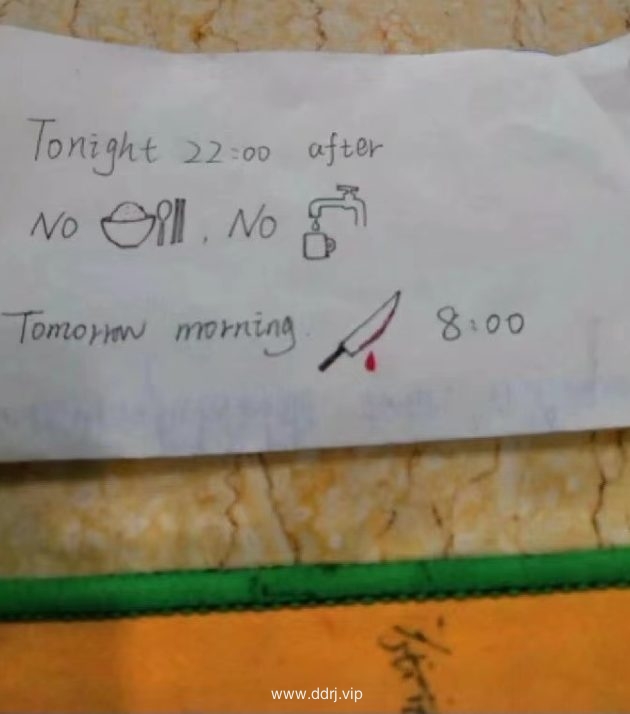 Tonight 22:00 after
No , No
Tomorrow morning. 8:00
www.ddrj.vip